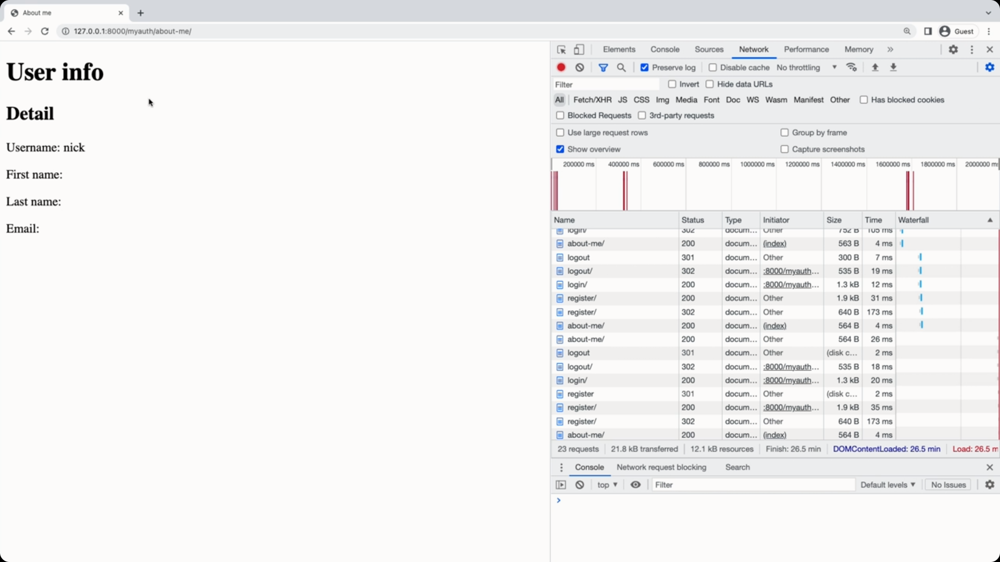 About me
127.0.0.1:8000/myauth/about-me/
Guest
User info
Detail
Username: nick
First name:
Last name:
Email:
Elements Console Sources Network Performance Memory
Preserve log Disable cache No throttling
Filter Invert Hide data URLs
All Fetch/XHR JS CSS Img Media Font Doc WS Wasm Manifest Other Has blocked cookies
Blocked Requests 3rd-party requests
Use large request rows Group by frame
Show overview Capture screenshots
200000 ms 400000 ms 600000 ms 800000 ms 1000000 ms 1200000 ms 1400000 ms 1600000 ms 1800000 ms 2000000 ms
Name Status Type Initiator Size Time Waterfall
login/ 302 docum... Other 752 B 105 ms
about-me/ 200 docum... (index) 563 B 4 ms
logout 301 docum... Other 300 B 7 ms
logout/ 302 docum... :8000/myauth... 535 B 19 ms
login/ 200 docum... :8000/myauth... 1.3 kB 12 ms
register/ 200 docum... Other 1.9 kB 31 ms
register/ 302 docum... Other 640 B 173 ms
about-me/ 200 docum... (index) 564 B 4 ms
about-me/ 200 docum... Other 564 B 26 ms
logout 301 docum... Other (disk c... 2 ms
logout/ 302 docum... :8000/myauth... 535 B 18 ms
login/ 200 docum... :8000/myauth... 1.3 kB 20 ms
register 301 docum... Other (disk c... 2 ms
register/ 200 docum... :8000/myauth... 1.9 kB 35 ms
register/ 302 docum... Other 640 B 173 ms
about-me/ 200 docum... (index) 564 B 4 ms
23 requests 21.8 kB transferred 12.1 kB resources Finish: 26.5 min DOMContentLoaded: 26.5 min Load: 26.5 m
Console Network request blocking Search
top Filter Default levels No Issues